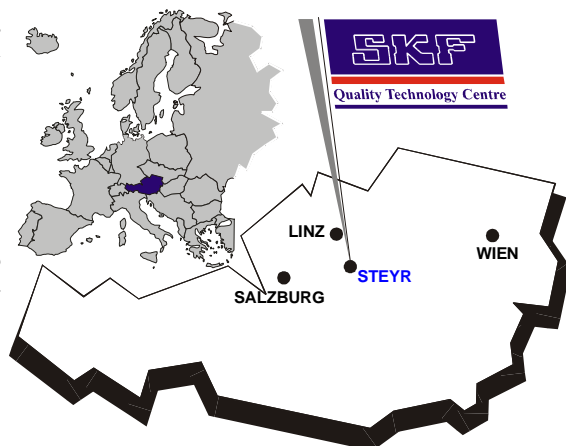 SKF
Quality Technology Centre
LINZ
WIEN
STEYR
SALZBURG